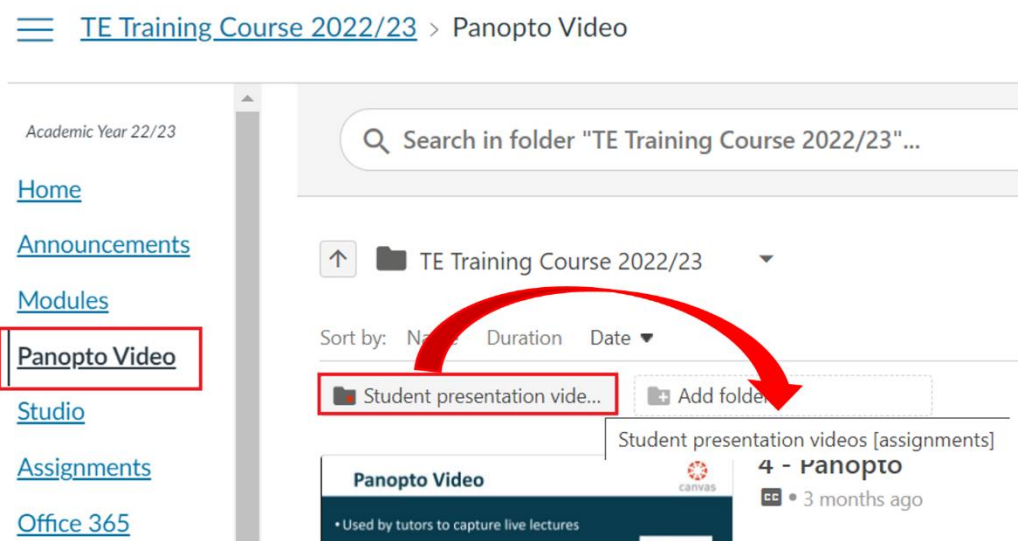 TE Training Course 2022/23 > Panopto Video
Academic Year 22/23
Home
Announcements
Modules
Panopto Video
Studio
Assignments
Office 365
Search in folder "TE Training Course 2022/23"...
TE Training Course 2022/23
Sort by: Name Duration Date
Student presentation vide...
Add folder
Student presentation videos [assignments]
Panopto Video
canvas
• Used by tutors to capture live lectures
4 - Panopto
CC • 3 months ago